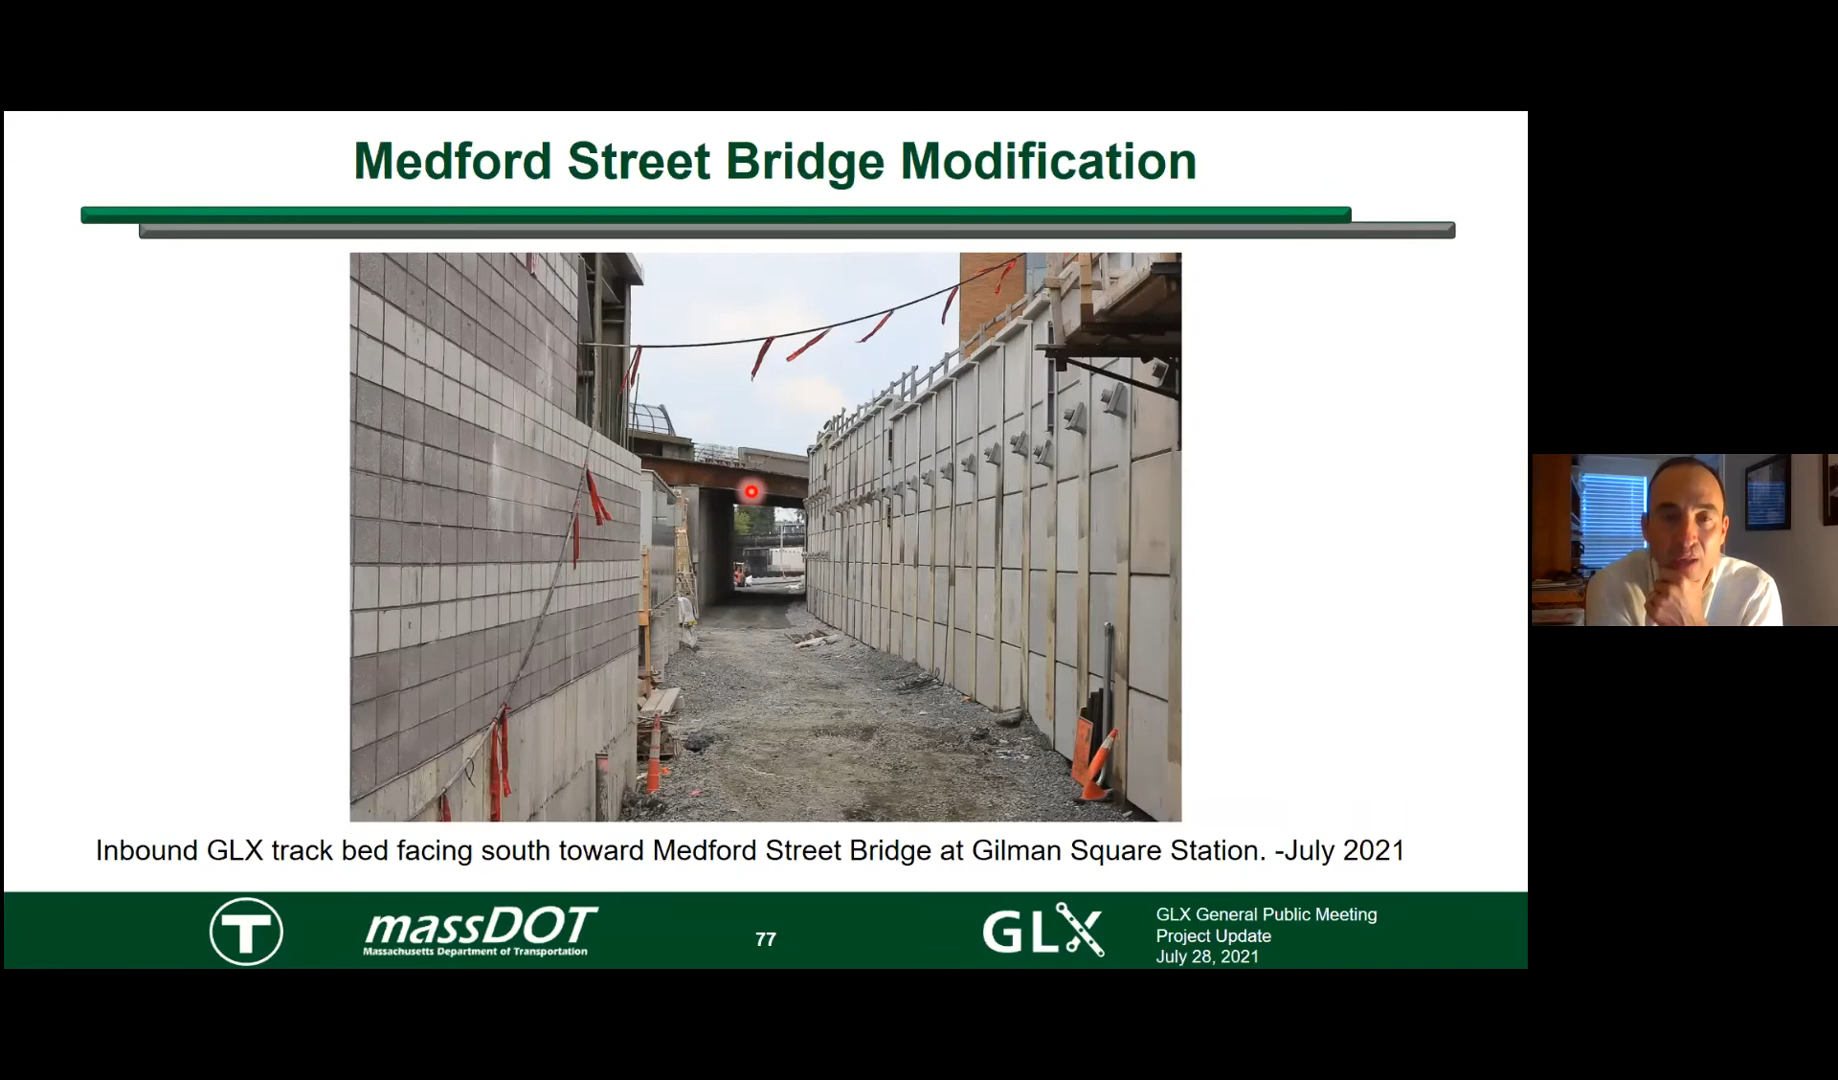 Medford Street Bridge Modification
Inbound GLX track bed facing south toward Medford Street Bridge at Gilman Square Station. -July 2021
T
massDOT
Massachusetts Department of Transportation
77
GLX
GLX General Public Meeting
Project Update
July 28, 2021